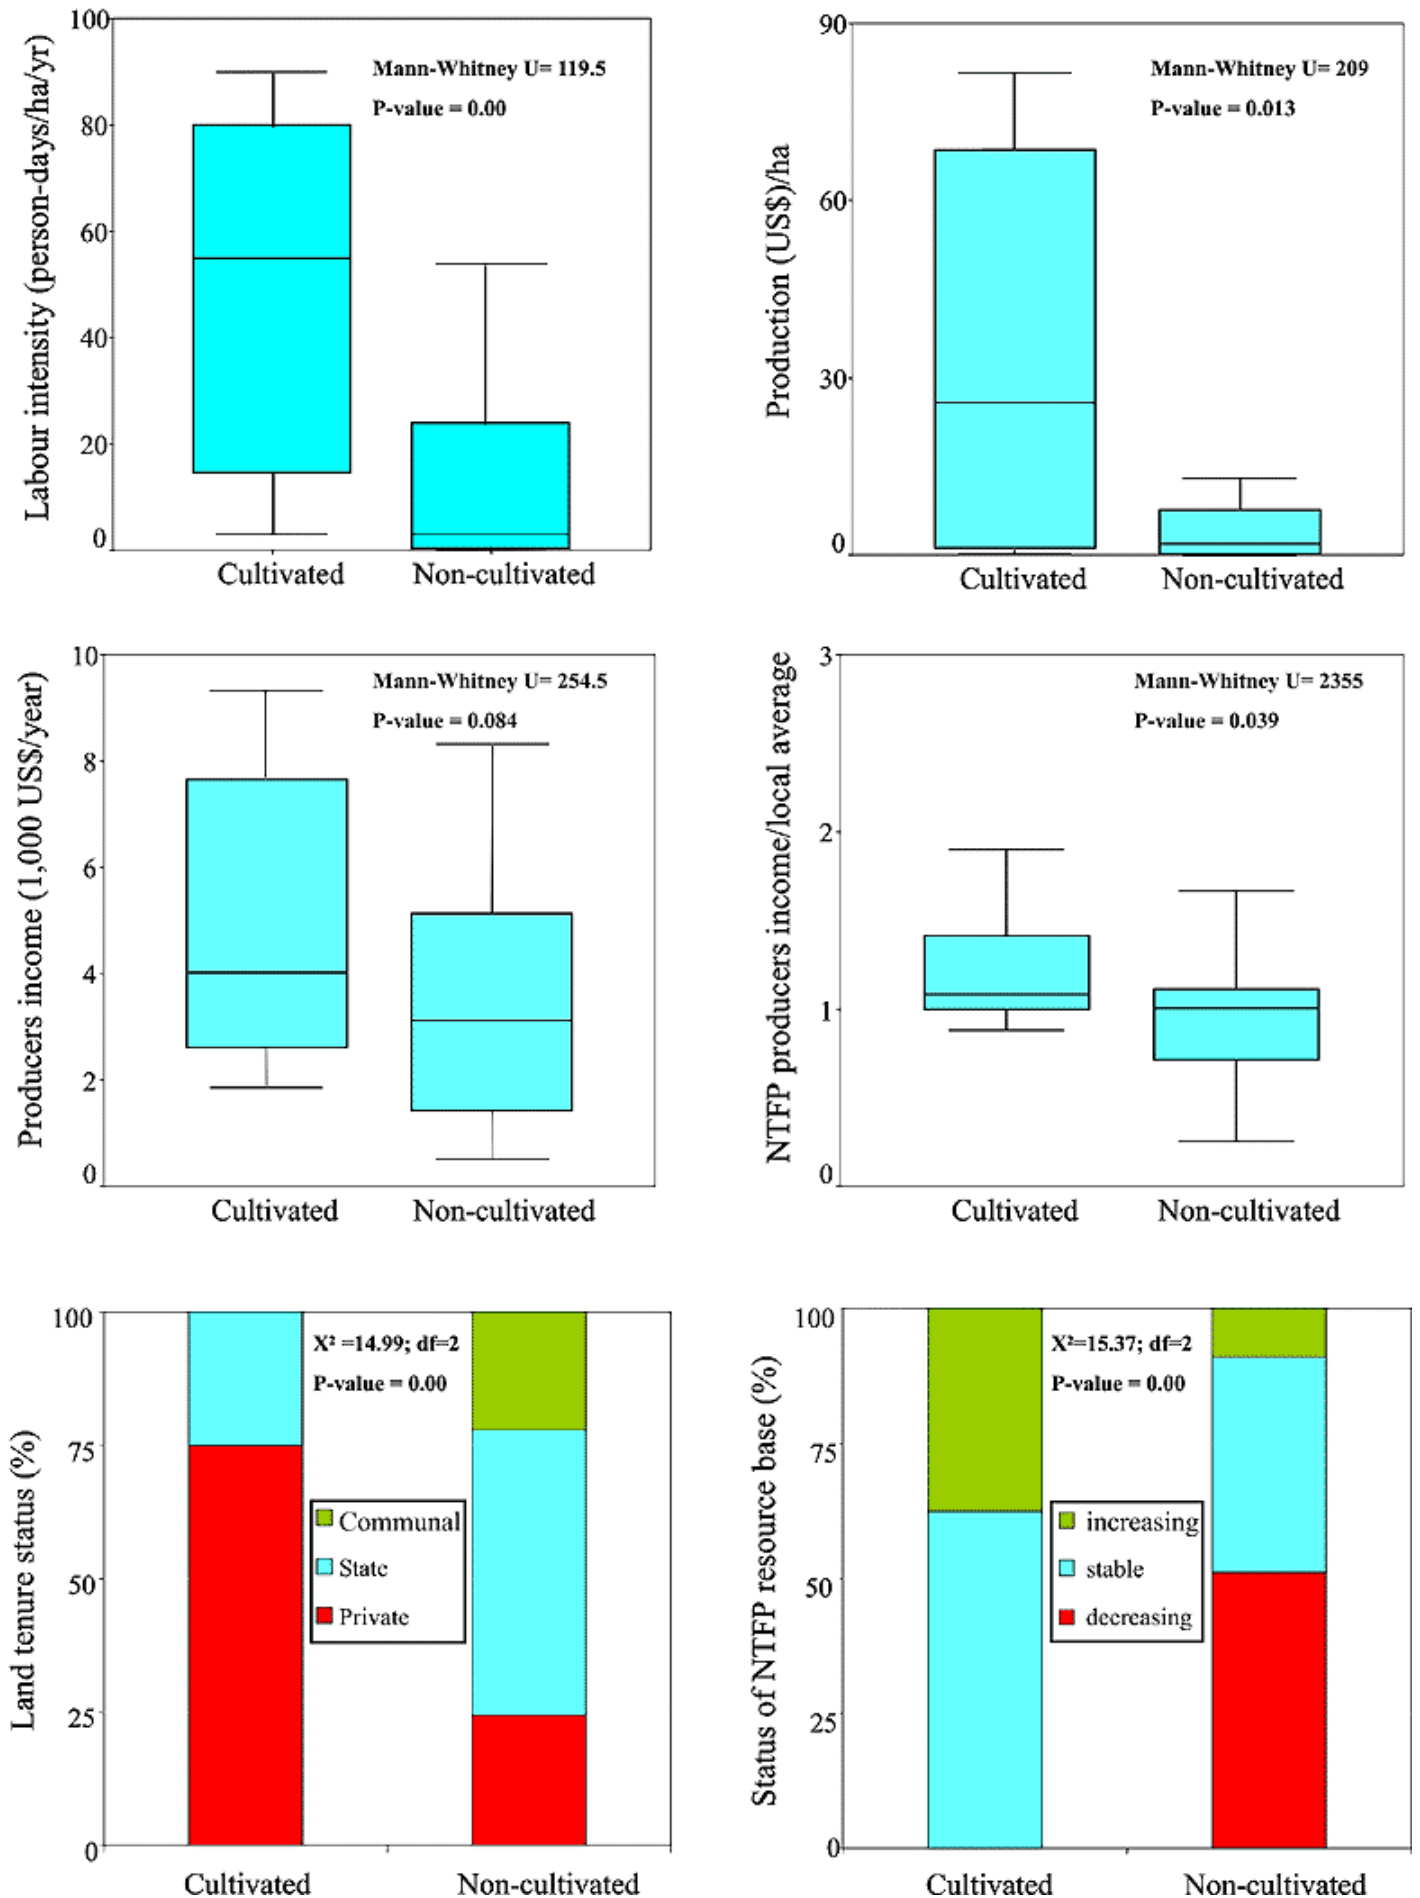 Labour intensity (person-days/ha/yr)
100
80
60
40
20
0
Mann-Whitney U= 119.5
P-value = 0.00
Cultivated
Non-cultivated
Production (US$)/ha
90
60
30
0
Mann-Whitney U= 209
P-value = 0.013
Cultivated
Non-cultivated
Producers income (1,000 US$/year)
10
8
6
4
2
0
Mann-Whitney U= 254.5
P-value = 0.084
Cultivated
Non-cultivated
NTFP producers income/local average
3
2
1
0
Mann-Whitney U= 2355
P-value = 0.039
Cultivated
Non-cultivated
Land tenure status (%)
100
75
50
25
0
X² =14.99; df=2
P-value = 0.00
Communal
State
Private
Cultivated
Non-cultivated
Status of NTFP resource base (%)
100
75
50
25
0
X²=15.37; df=2
P-value = 0.00
increasing
stable
decreasing
Cultivated
Non-cultivated